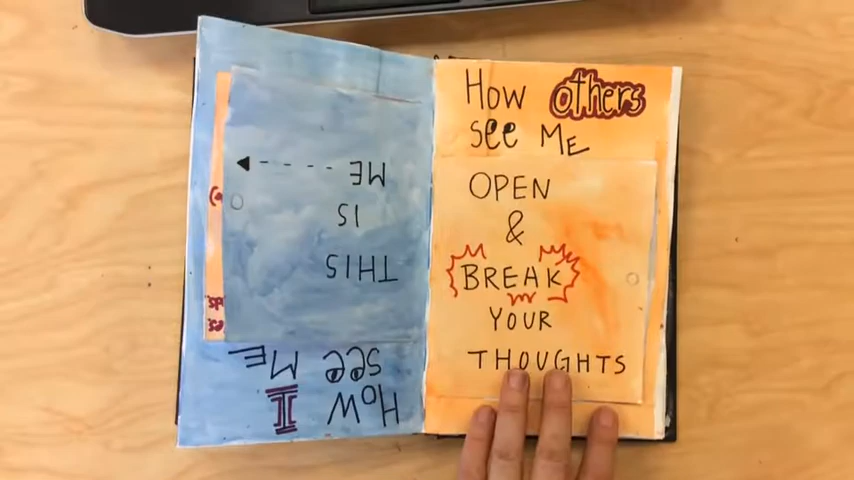 HOW others
see ME
OPEN
&
BREAK
YOUR
THOUGHTS
HOW I
see ME
THIS
IS
ME